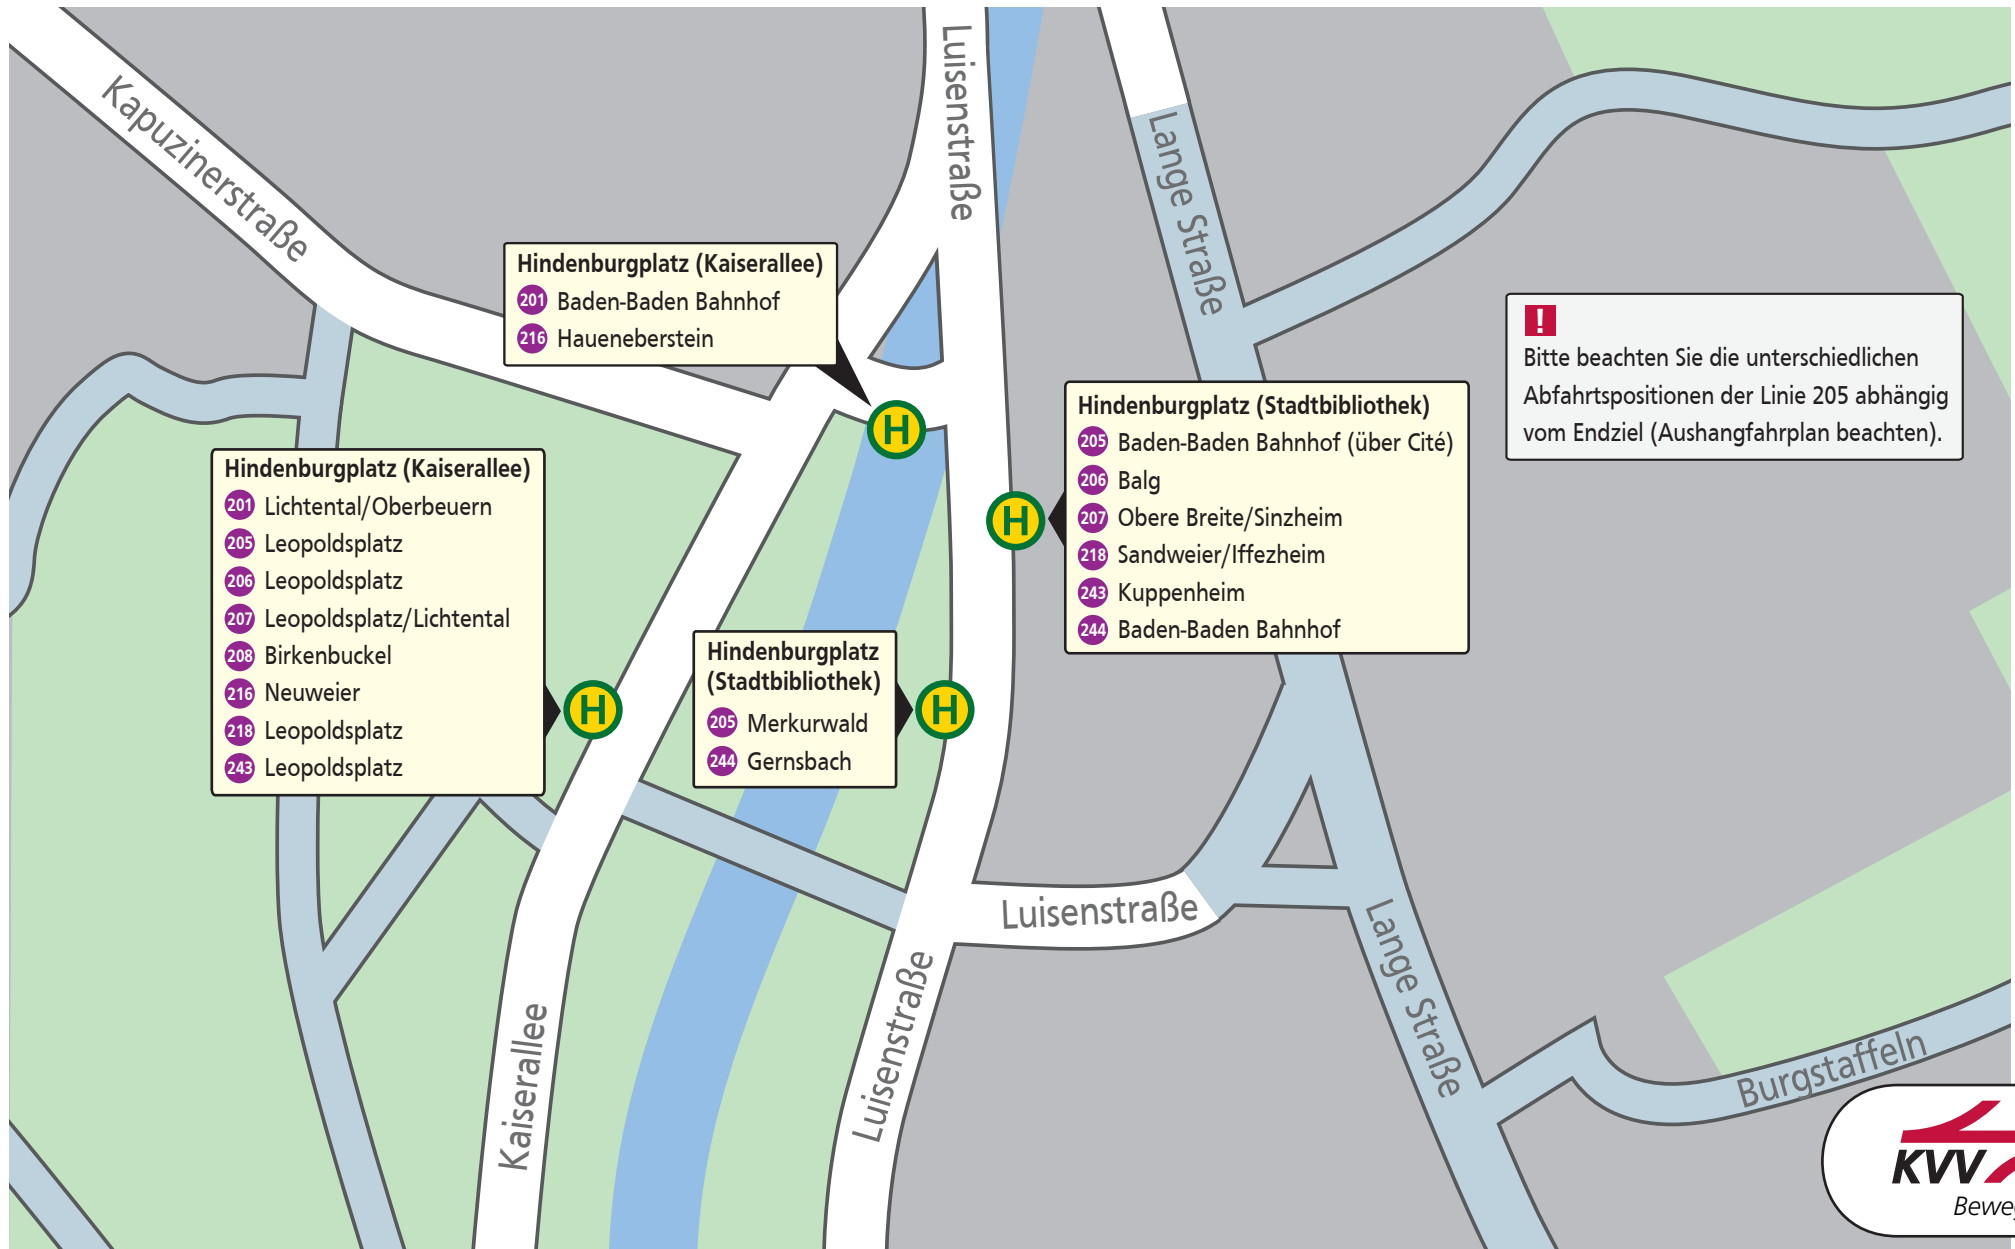 Kapuzinerstraße
Luisenstraße
Lange Straße
Hindenburgplatz (Kaiserallee)
201 Baden-Baden Bahnhof
216 Haueneberstein
H
!
Bitte beachten Sie die unterschiedlichen
Abfahrtspositionen der Linie 205 abhängig
vom Endziel (Aushangfahrplan beachten).
Hindenburgplatz (Stadtbibliothek)
205 Baden-Baden Bahnhof (über Cité)
206 Balg
207 Obere Breite/Sinzheim
218 Sandweier/Iffezheim
243 Kuppenheim
244 Baden-Baden Bahnhof
H
Hindenburgplatz (Kaiserallee)
201 Lichtental/Oberbeuern
205 Leopoldsplatz
206 Leopoldsplatz
207 Leopoldsplatz/Lichtental
208 Birkenbuckel
216 Neuweier
218 Leopoldsplatz
243 Leopoldsplatz
H
Hindenburgplatz
(Stadtbibliothek)
205 Merkurwald
244 Gernsbach
H
Luisenstraße
Luisenstraße
Kaiserallee
Lange Straße
Burgstaffeln
KVV